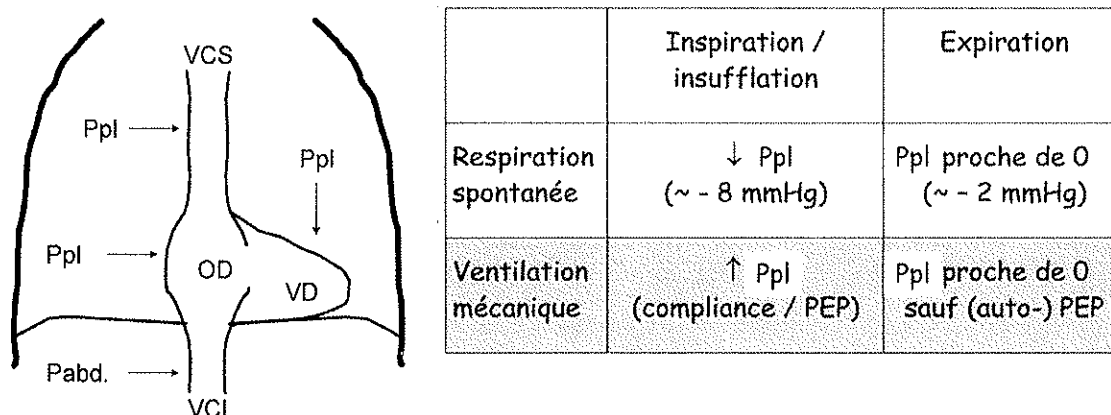 VCS
Ppl
Ppl
Ppl
OD
VD
Pabd.
VCI
Inspiration /
insufflation
Expiration
Respiration
spontanée
↓ Ppl
(~ - 8 mmHg)
Ppl proche de 0
(~ - 2 mmHg)
Ventilation
mécanique
↑ Ppl
(compliance / PEP)
Ppl proche de 0
sauf (auto-) PEP